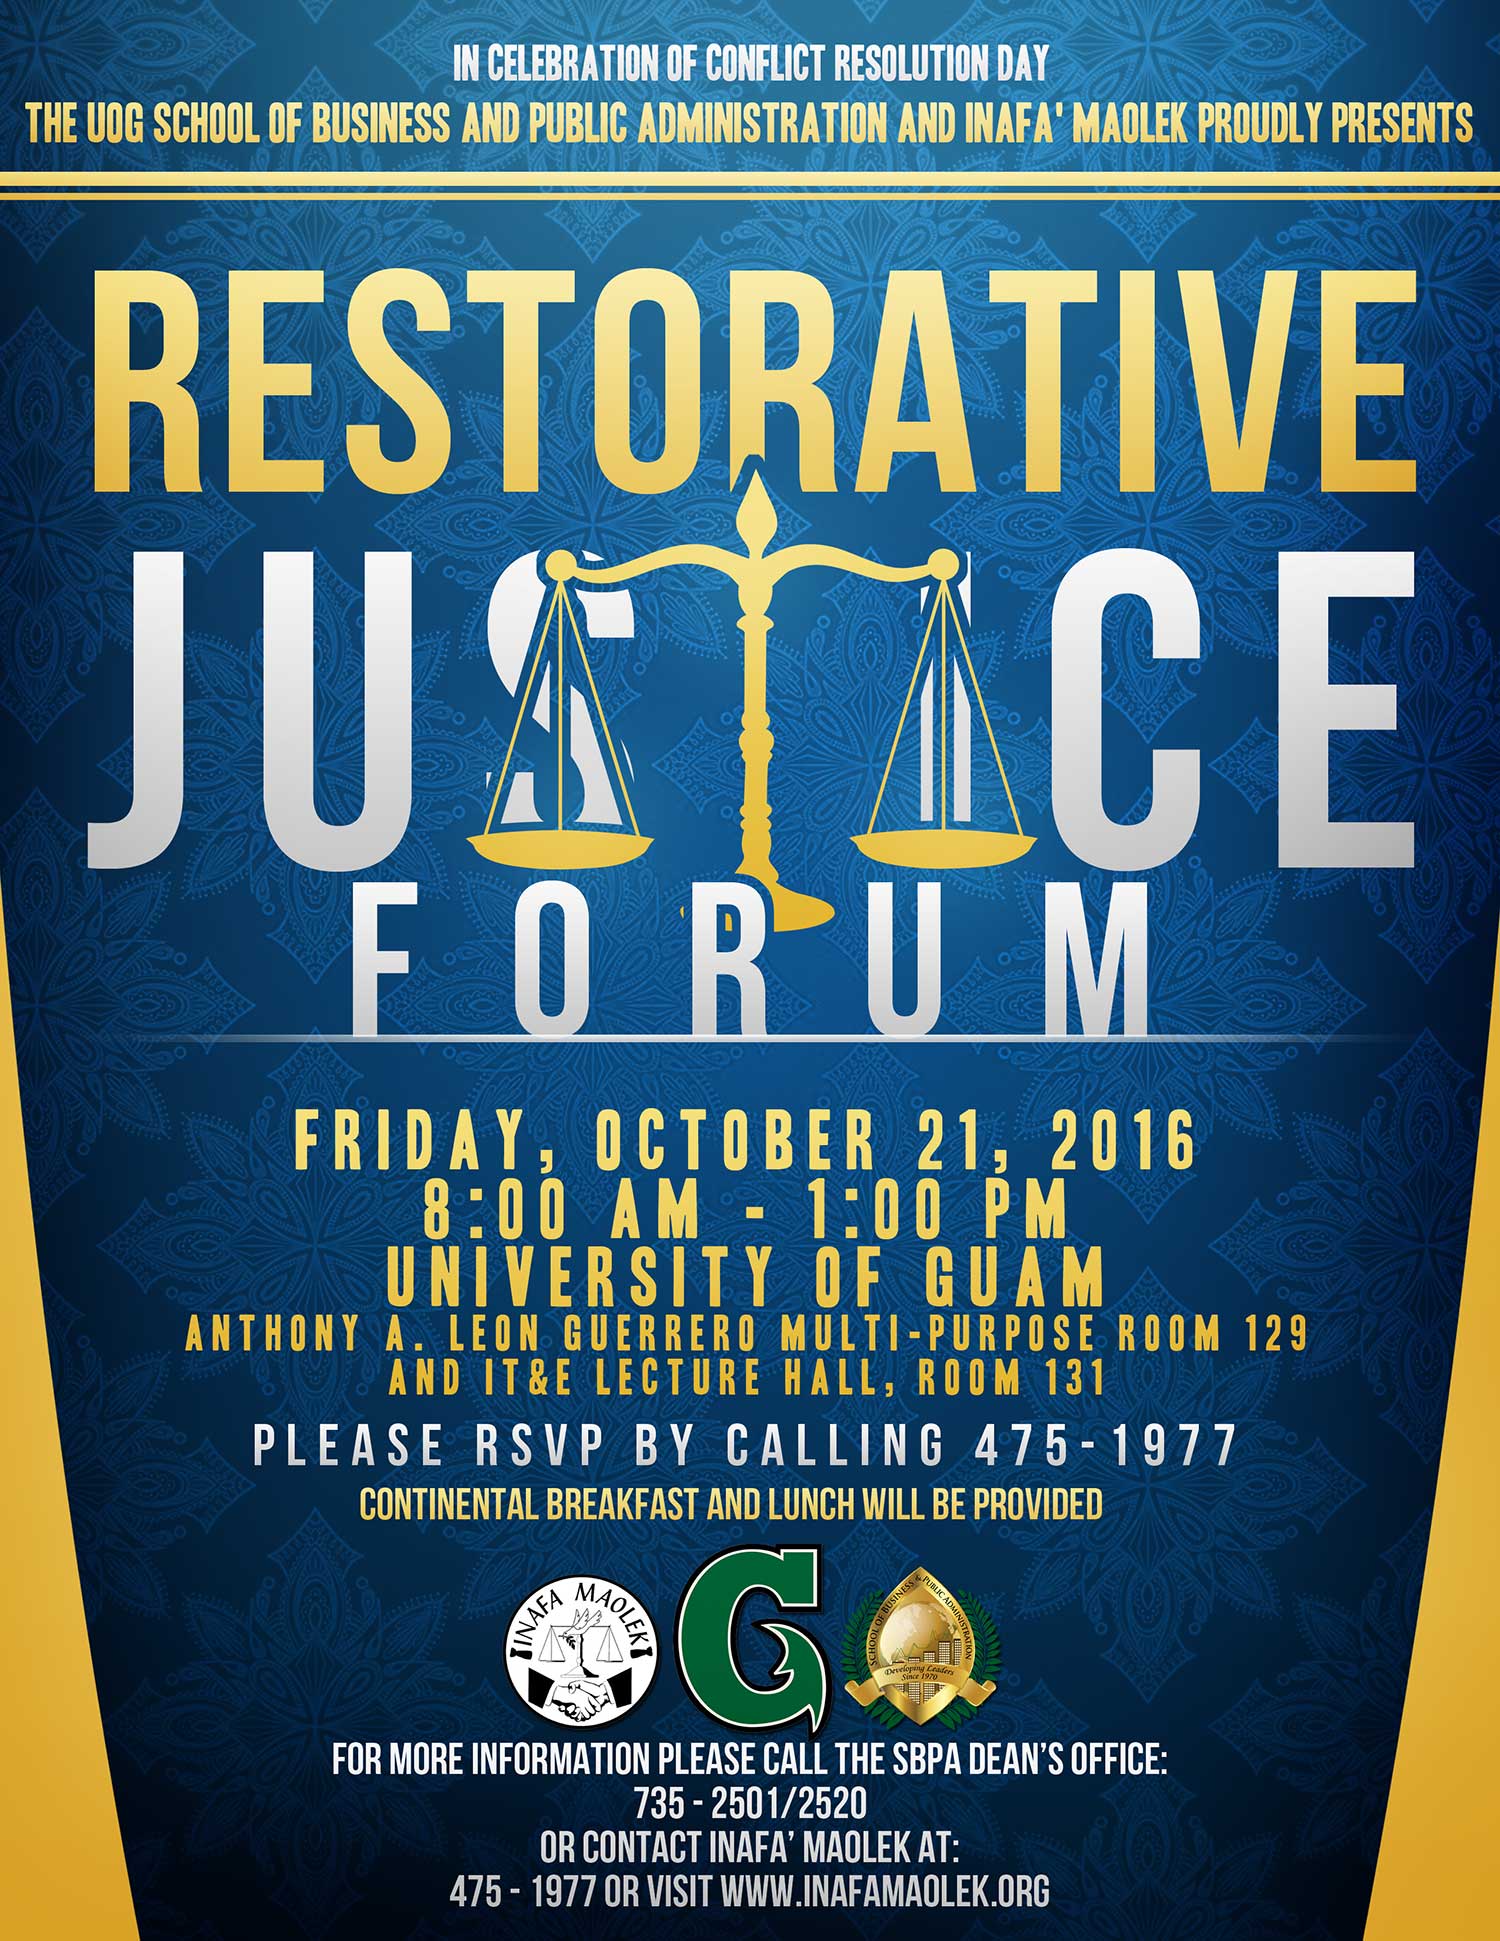 IN CELEBRATION OF CONFLICT RESOLUTION DAY
THE UOG SCHOOL OF BUSINESS AND PUBLIC ADMINISTRATION AND INAFA' MAOLEK PROUDLY PRESENTS
RESTORATIVE
JUSTICE
FORUM
FRIDAY, OCTOBER 21, 2016
8:00 AM - 1:00 PM
UNIVERSITY OF GUAM
ANTHONY A. LEON GUERRERO MULTI-PURPOSE ROOM 129
AND IT&E LECTURE HALL, ROOM 131
PLEASE RSVP BY CALLING 475-1977
CONTINENTAL BREAKFAST AND LUNCH WILL BE PROVIDED
INAFA MAOLEK
G
SCHOOL OF BUSINESS & PUBLIC ADMINISTRATION
Developing Leaders
Since 1970
FOR MORE INFORMATION PLEASE CALL THE SBPA DEAN'S OFFICE:
735 - 2501/2520
OR CONTACT INAFA' MAOLEK AT:
475 - 1977 OR VISIT WWW.INAFAMAOLEK.ORG